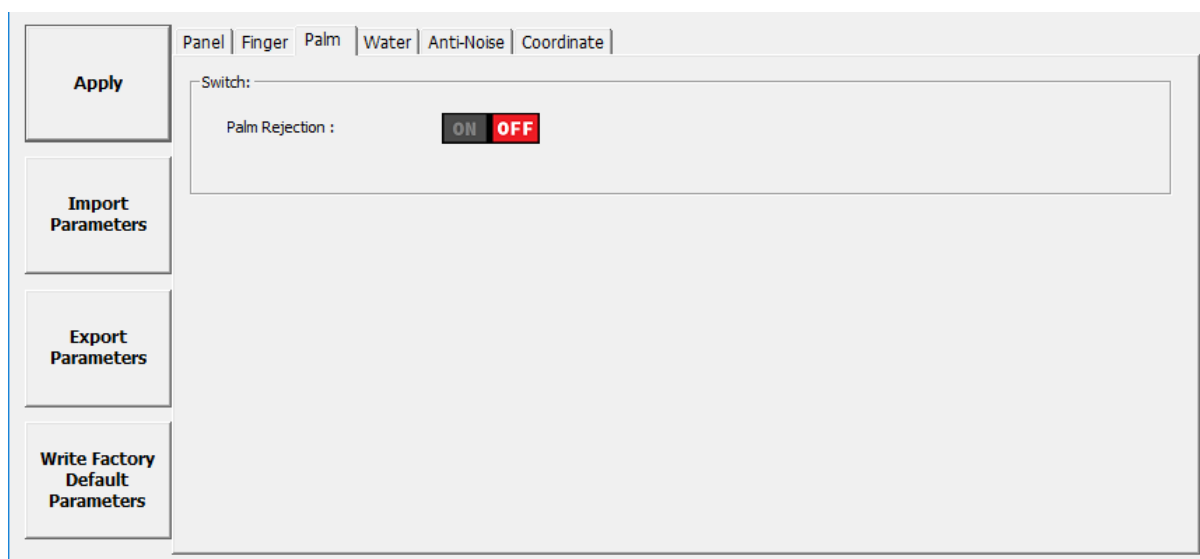 Apply
Import
Parameters
Export
Parameters
Write Factory
Default
Parameters
Panel Finger Palm Water Anti-Noise Coordinate
Switch:
Palm Rejection : ON OFF